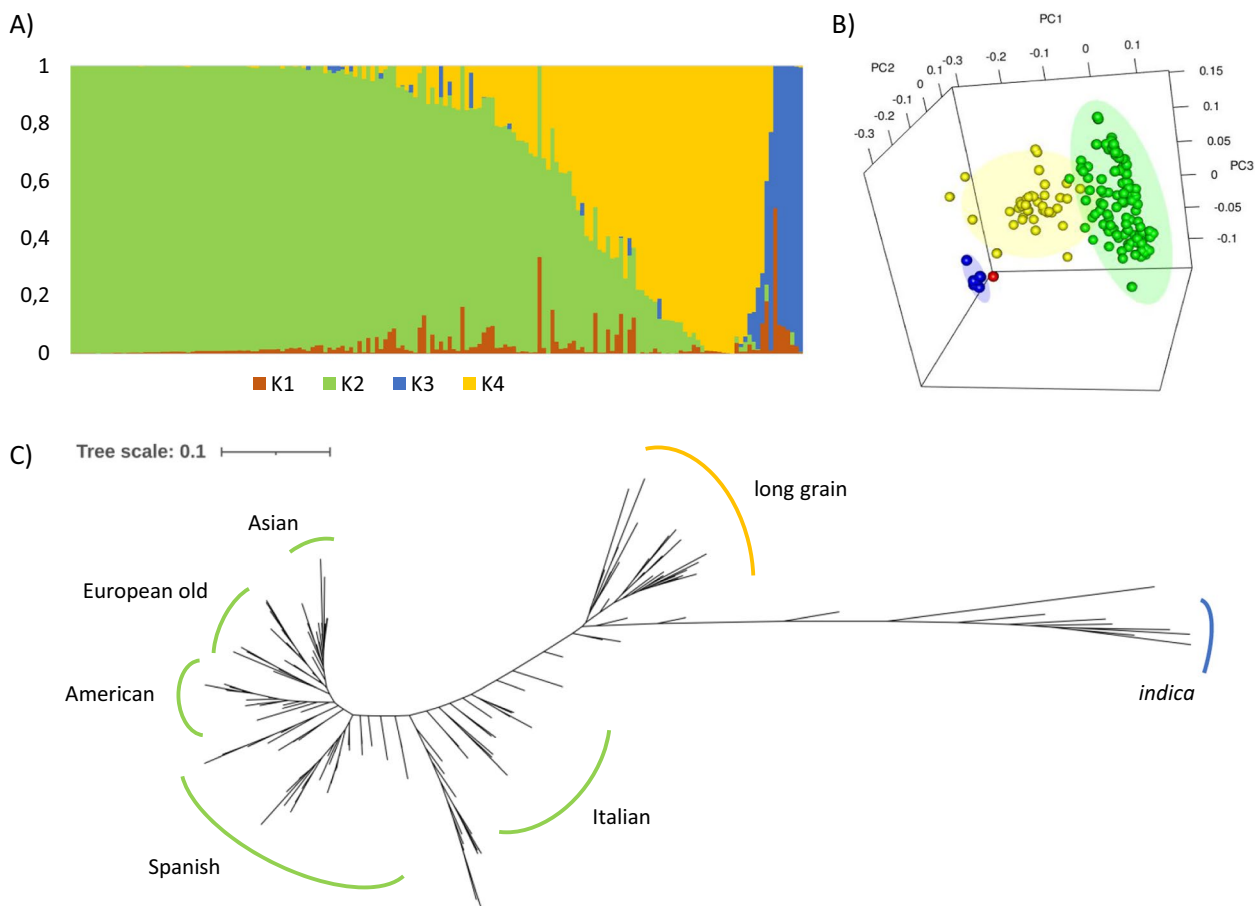 A)
1
0,8
0,6
0,4
0,2
0
K1 K2 K3 K4
B)
PC1
-0.3 -0.2 -0.1 0 0.1
PC2
-0.3 -0.2 -0.1 0 0.1
0.15
0.1
0.05
0
PC3
-0.05
-0.1
C)
Tree scale: 0.1
long grain
Asian
European old
American
indica
Italian
Spanish